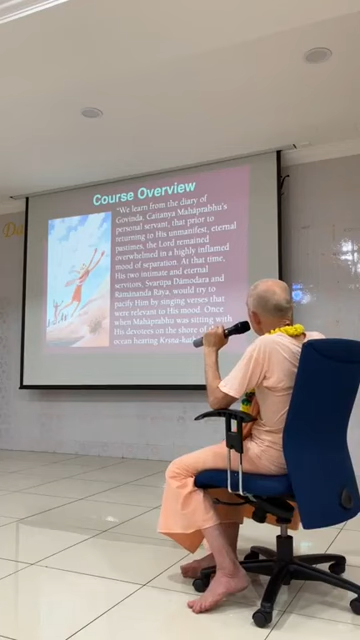 Course Overview
"We learn from the diary of
Govinda, Caitanya Mahāprabhu's
personal servant, that prior to
returning to His unmanifest, eternal
pastimes, the Lord remained
overwhelmed in a highly inflamed
mood of separation. At that time,
His two intimate and eternal
servitors, Svarūpa Dāmodara and
Rāmānanda Raya, would try to
pacify Him by singing verses that
were relevant to His mood. Once
when Mahāprabhu was sitting with
His devotees on the shore of
ocean hearing